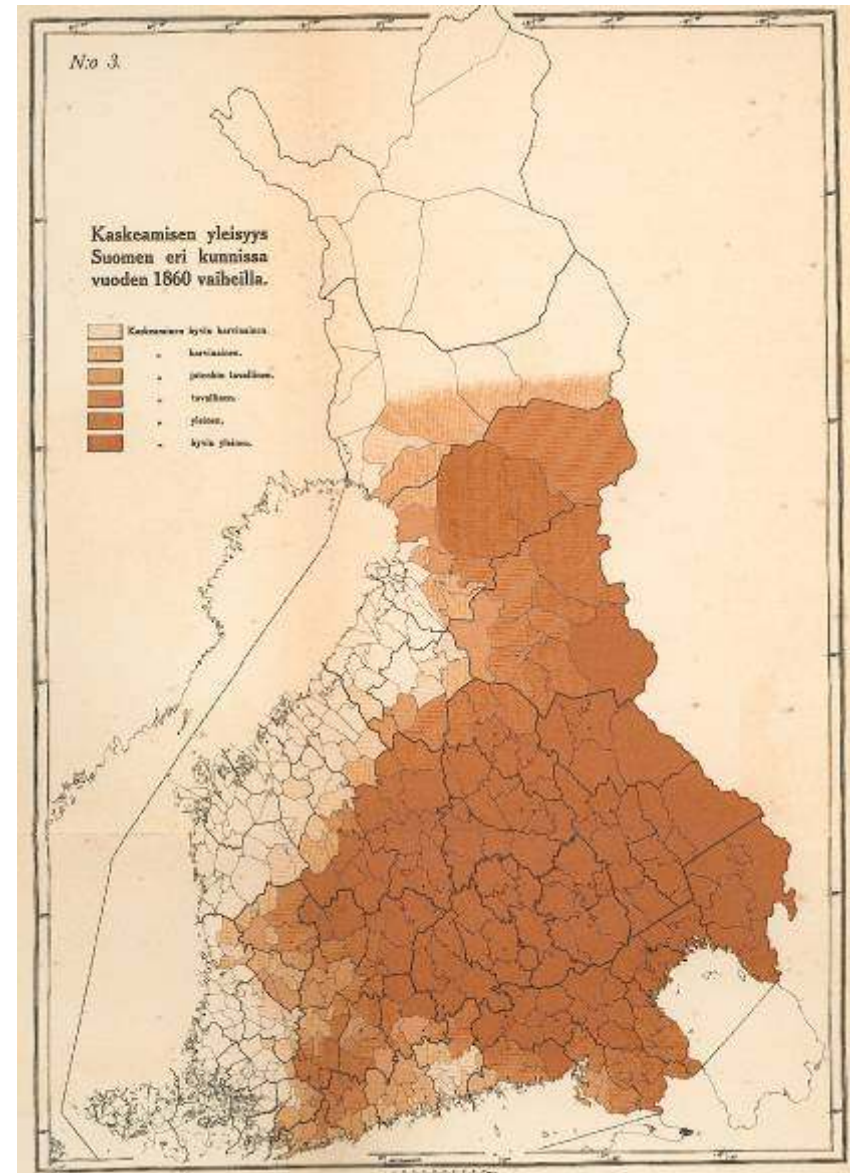 N:o 3.
Kaskeamisen yleisyys
Suomen eri kunnissa
vuoden 1860 vaiheilla.
Kaskeaminen hyvin harvinainen.
„ harvinainen.
„ jotenkin tavallinen.
„ tavallinen.
„ yleinen.
„ hyvin yleinen.